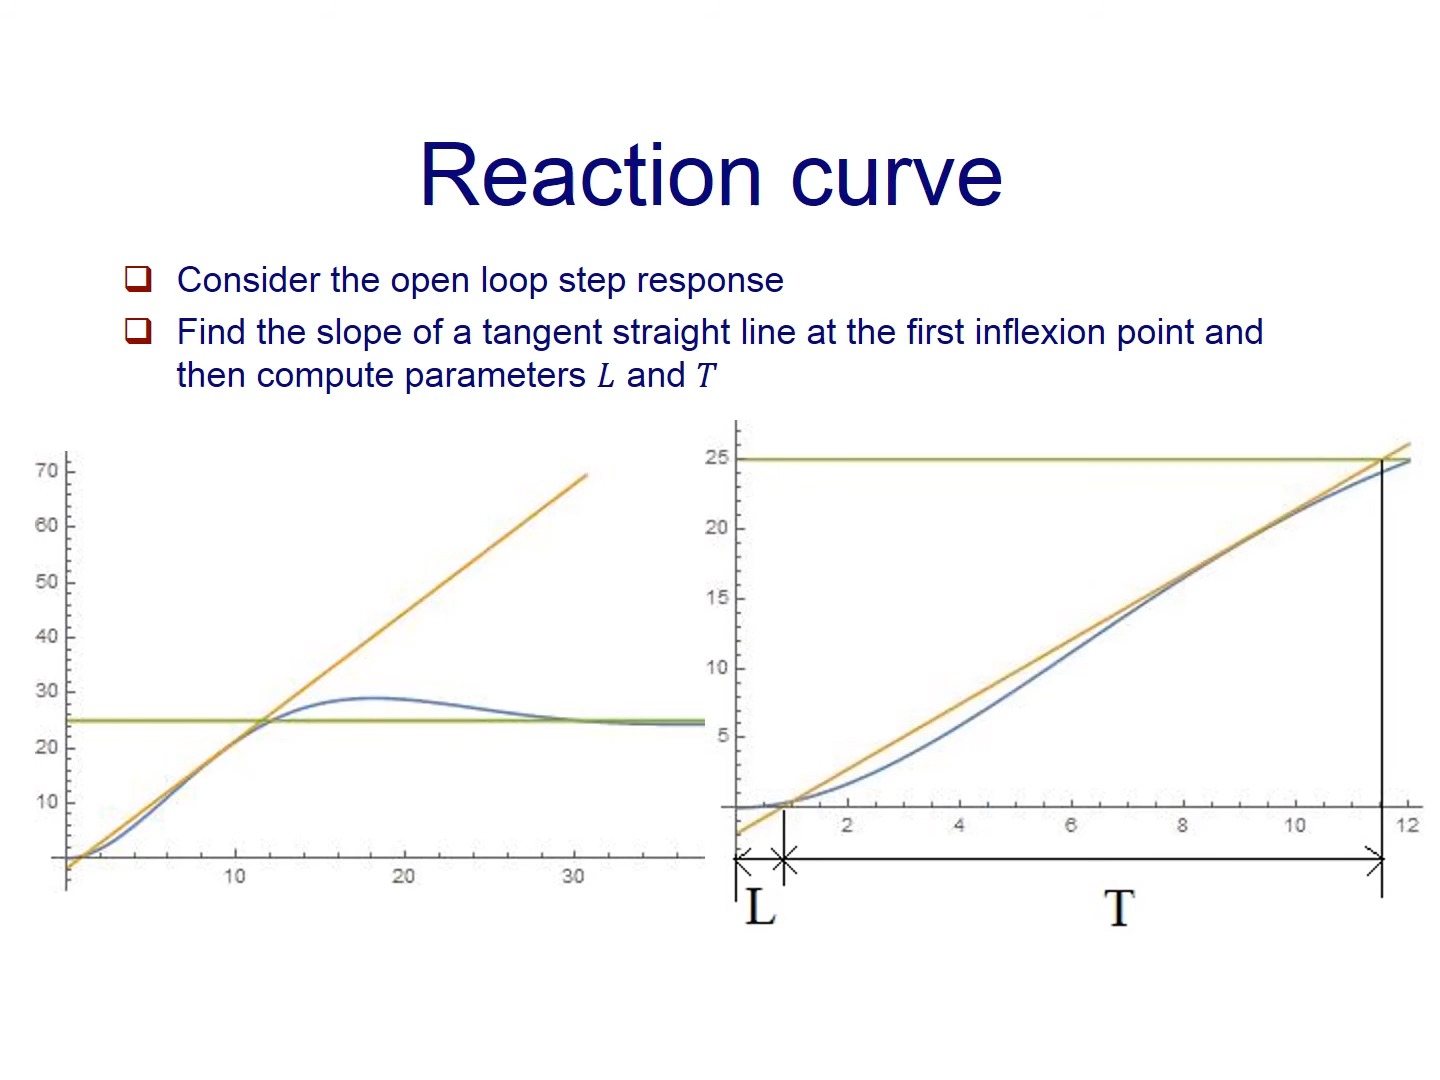 Reaction curve
❑ Consider the open loop step response
❑ Find the slope of a tangent straight line at the first inflexion point and
then compute parameters L and T
70
60
50
40
30
20
10
10 20 30
25
20
15
10
5
2 4 6 8 10 12
L T